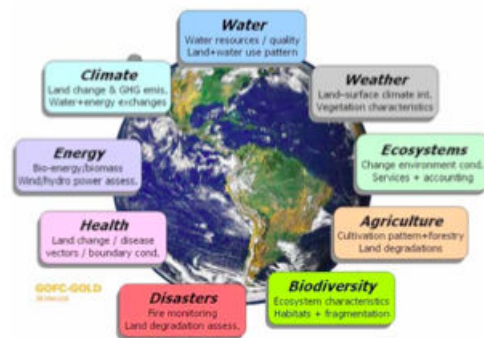 Water
Water resources / quality
Land+water use pattern
Climate
Land change & GHG emis.
Water+energy exchanges
Weather
Land-surface climate int.
Vegetation characteristics
Energy
Bio-energy/biomass
Wind/hydro power assess.
Ecosystems
Change environment cond.
Services + accounting
Health
Land change / disease
vectors / boundary cond.
Agriculture
Cultivation pattern+forestry
Land degradations
Disasters
Fire monitoring
Land degradation assess.
Biodiversity
Ecosystem characteristics
Habitats + fragmentation
GOFC-GOLD